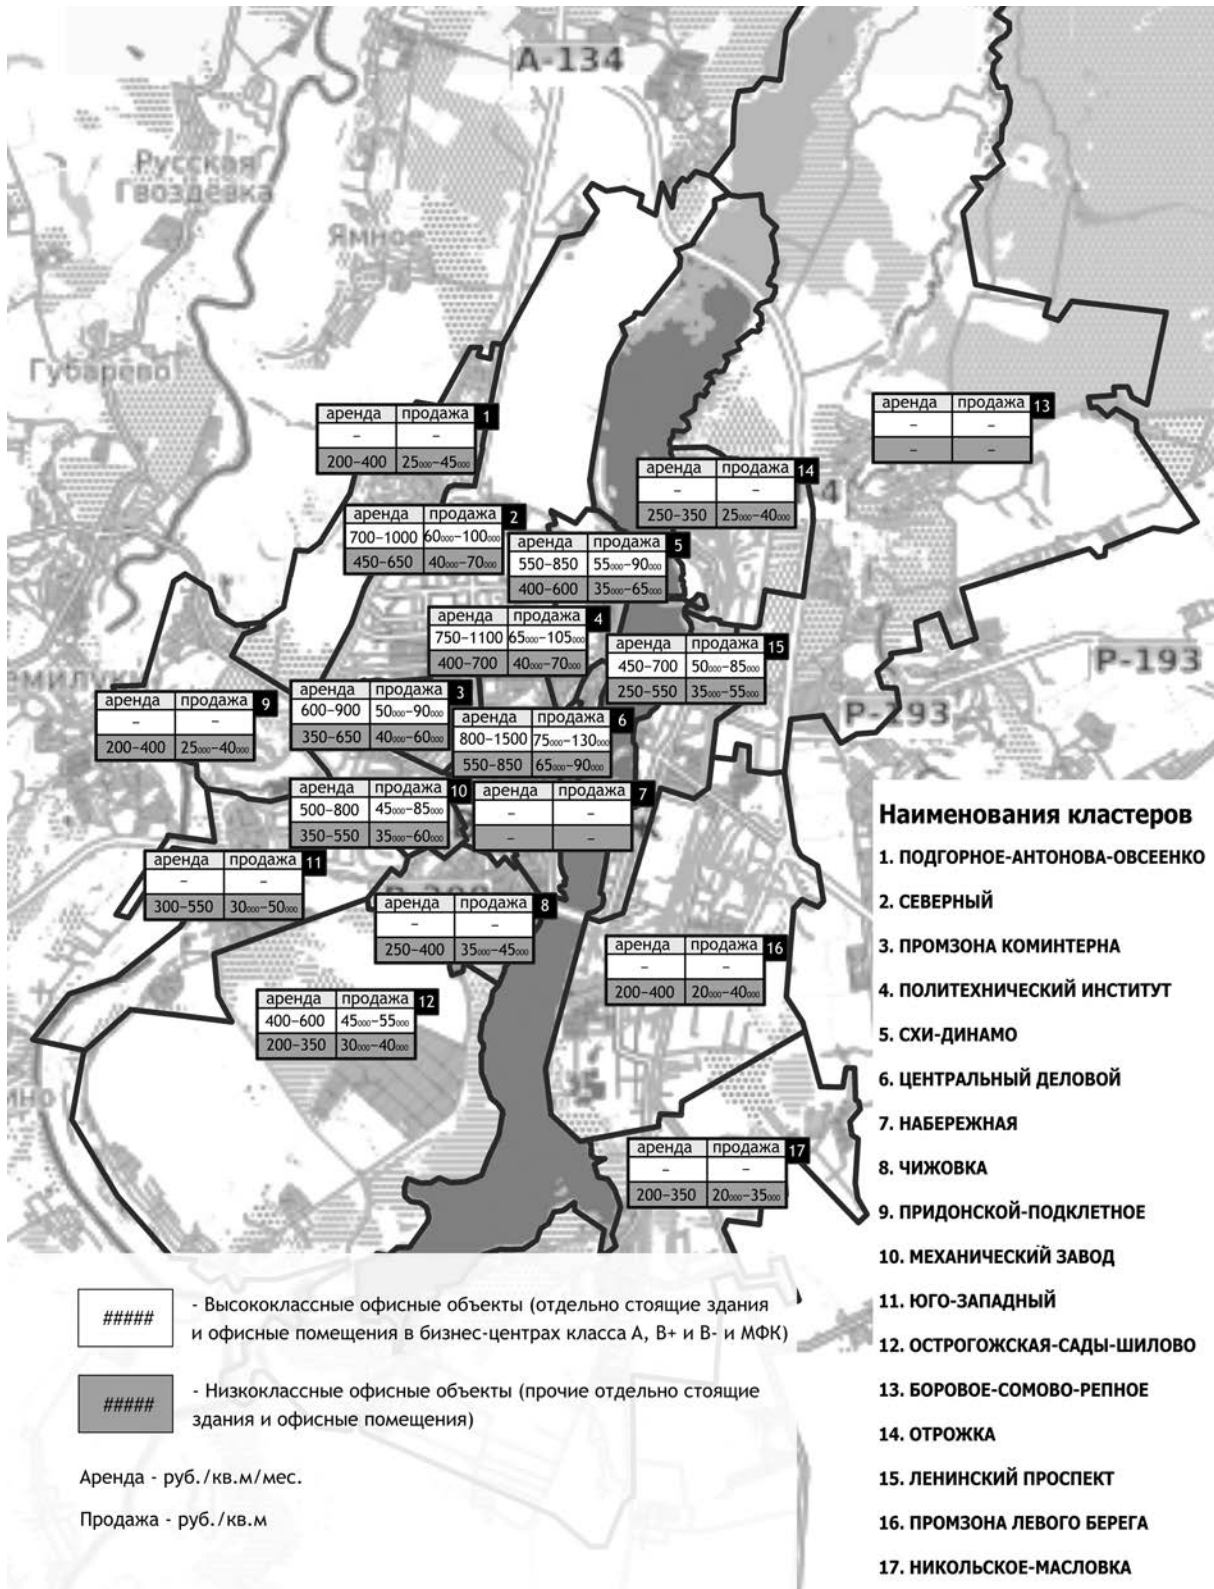 А-134
Русская
Гвоздёвка
Ямное
Губарёво
аренда продажа 1
– –
200–400 25000–45000
аренда продажа 13
– –
– –
аренда продажа 14
– –
250–350 25000–40000
4
аренда продажа 2
700–1000 60000–100000
450–650 40000–70000
аренда продажа 5
550–850 55000–90000
400–600 35000–65000
аренда продажа 4
750–1100 65000–105000
400–700 40000–70000
аренда продажа 15
450–700 50000–85000
250–550 35000–55000
Р-193
Р-193
аренда продажа 9
– –
200–400 25000–40000
аренда продажа 3
600–900 50000–90000
350–650 40000–60000
аренда продажа 6
800–1500 75000–130000
550–850 65000–90000
аренда продажа 10
500–800 45000–85000
350–550 35000–60000
аренда продажа 7
– –
– –
аренда продажа 11
– –
300–550 30000–50000
аренда продажа 8
– –
250–400 35000–45000
аренда продажа 16
– –
200–400 20000–40000
аренда продажа 12
400–600 45000–55000
200–350 30000–40000
аренда продажа 17
– –
200–350 20000–35000
Наименования кластеров
1. ПОДГОРНОЕ-АНТОНОВА-ОВСЕЕНКО
2. СЕВЕРНЫЙ
3. ПРОМЗОНА КОМИНТЕРНА
4. ПОЛИТЕХНИЧЕСКИЙ ИНСТИТУТ
5. СХИ-ДИНАМО
6. ЦЕНТРАЛЬНЫЙ ДЕЛОВОЙ
7. НАБЕРЕЖНАЯ
8. ЧИЖОВКА
9. ПРИДОНСКОЙ-ПОДКЛЕТНОЕ
10. МЕХАНИЧЕСКИЙ ЗАВОД
11. ЮГО-ЗАПАДНЫЙ
12. ОСТРОГОЖСКАЯ-САДЫ-ШИЛОВО
13. БОРОВОЕ-СОМОВО-РЕПНОЕ
14. ОТРОЖКА
15. ЛЕНИНСКИЙ ПРОСПЕКТ
16. ПРОМЗОНА ЛЕВОГО БЕРЕГА
17. НИКОЛЬСКОЕ-МАСЛОВКА
##### - Высококлассные офисные объекты (отдельно стоящие здания
и офисные помещения в бизнес-центрах класса А, В+ и В- и МФК)
##### - Низкоклассные офисные объекты (прочие отдельно стоящие
здания и офисные помещения)
Аренда - руб./кв.м/мес.
Продажа - руб./кв.м